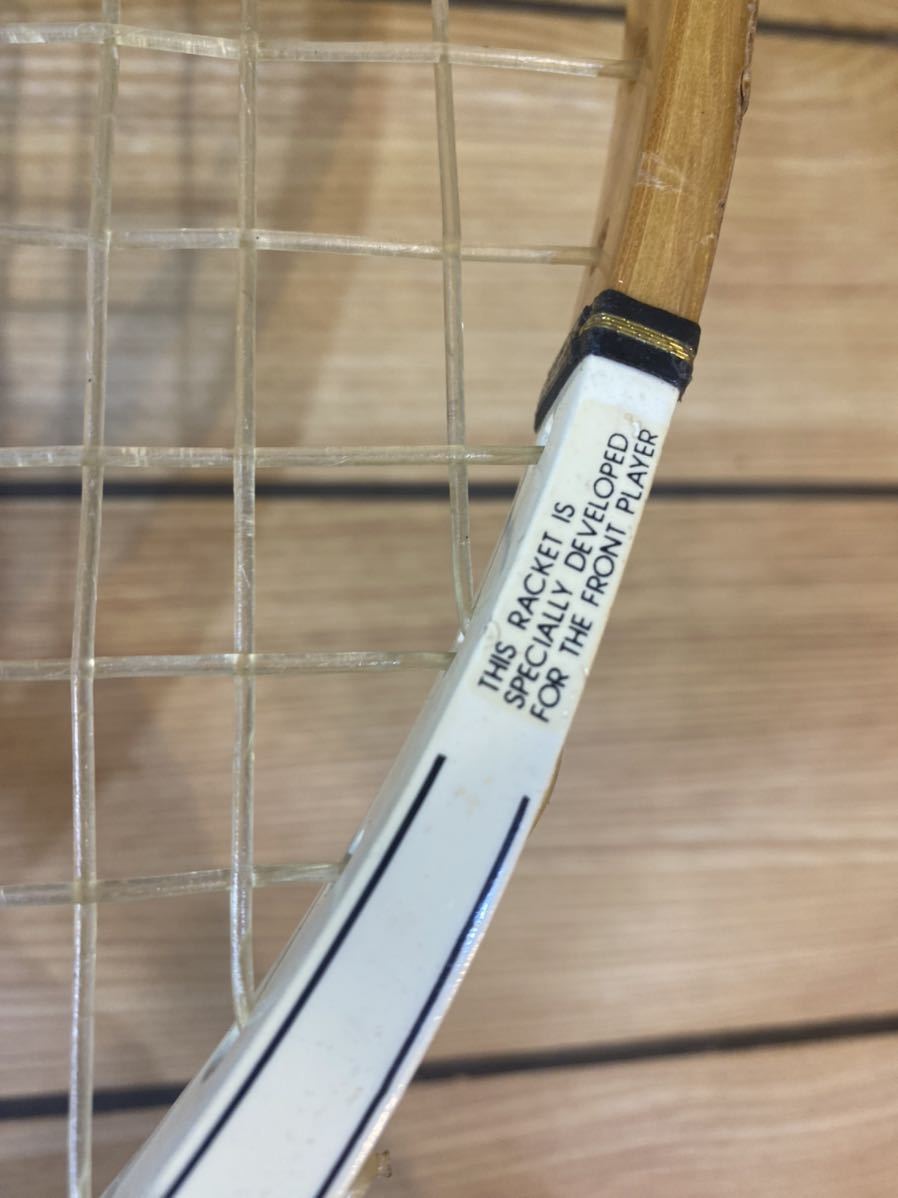 THIS RACKET IS
SPECIALLY DEVELOPED
FOR THE FRONT PLAYER